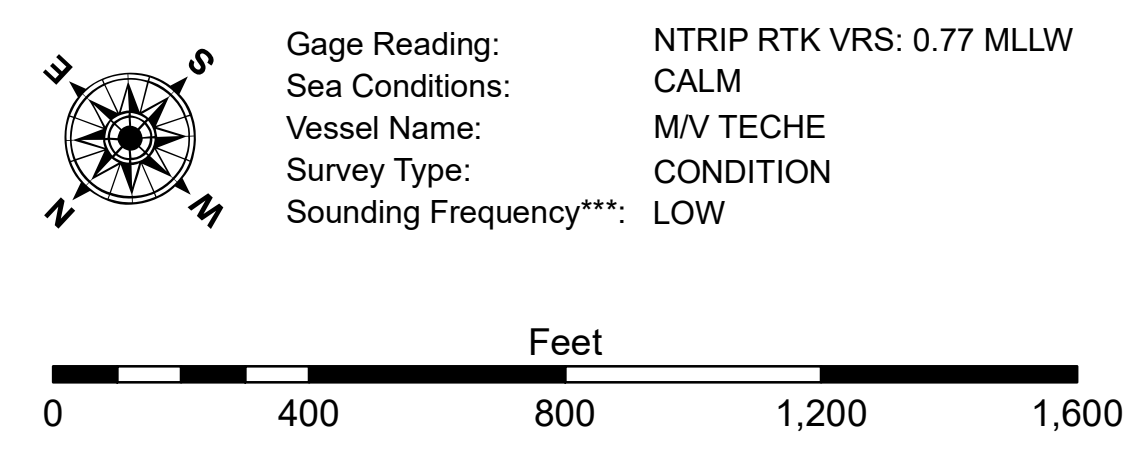 E S
N W
Gage Reading: NTRIP RTK VRS: 0.77 MLLW
Sea Conditions: CALM
Vessel Name: M/V TECHE
Survey Type: CONDITION
Sounding Frequency***: LOW
Feet
0 400 800 1,200 1,600